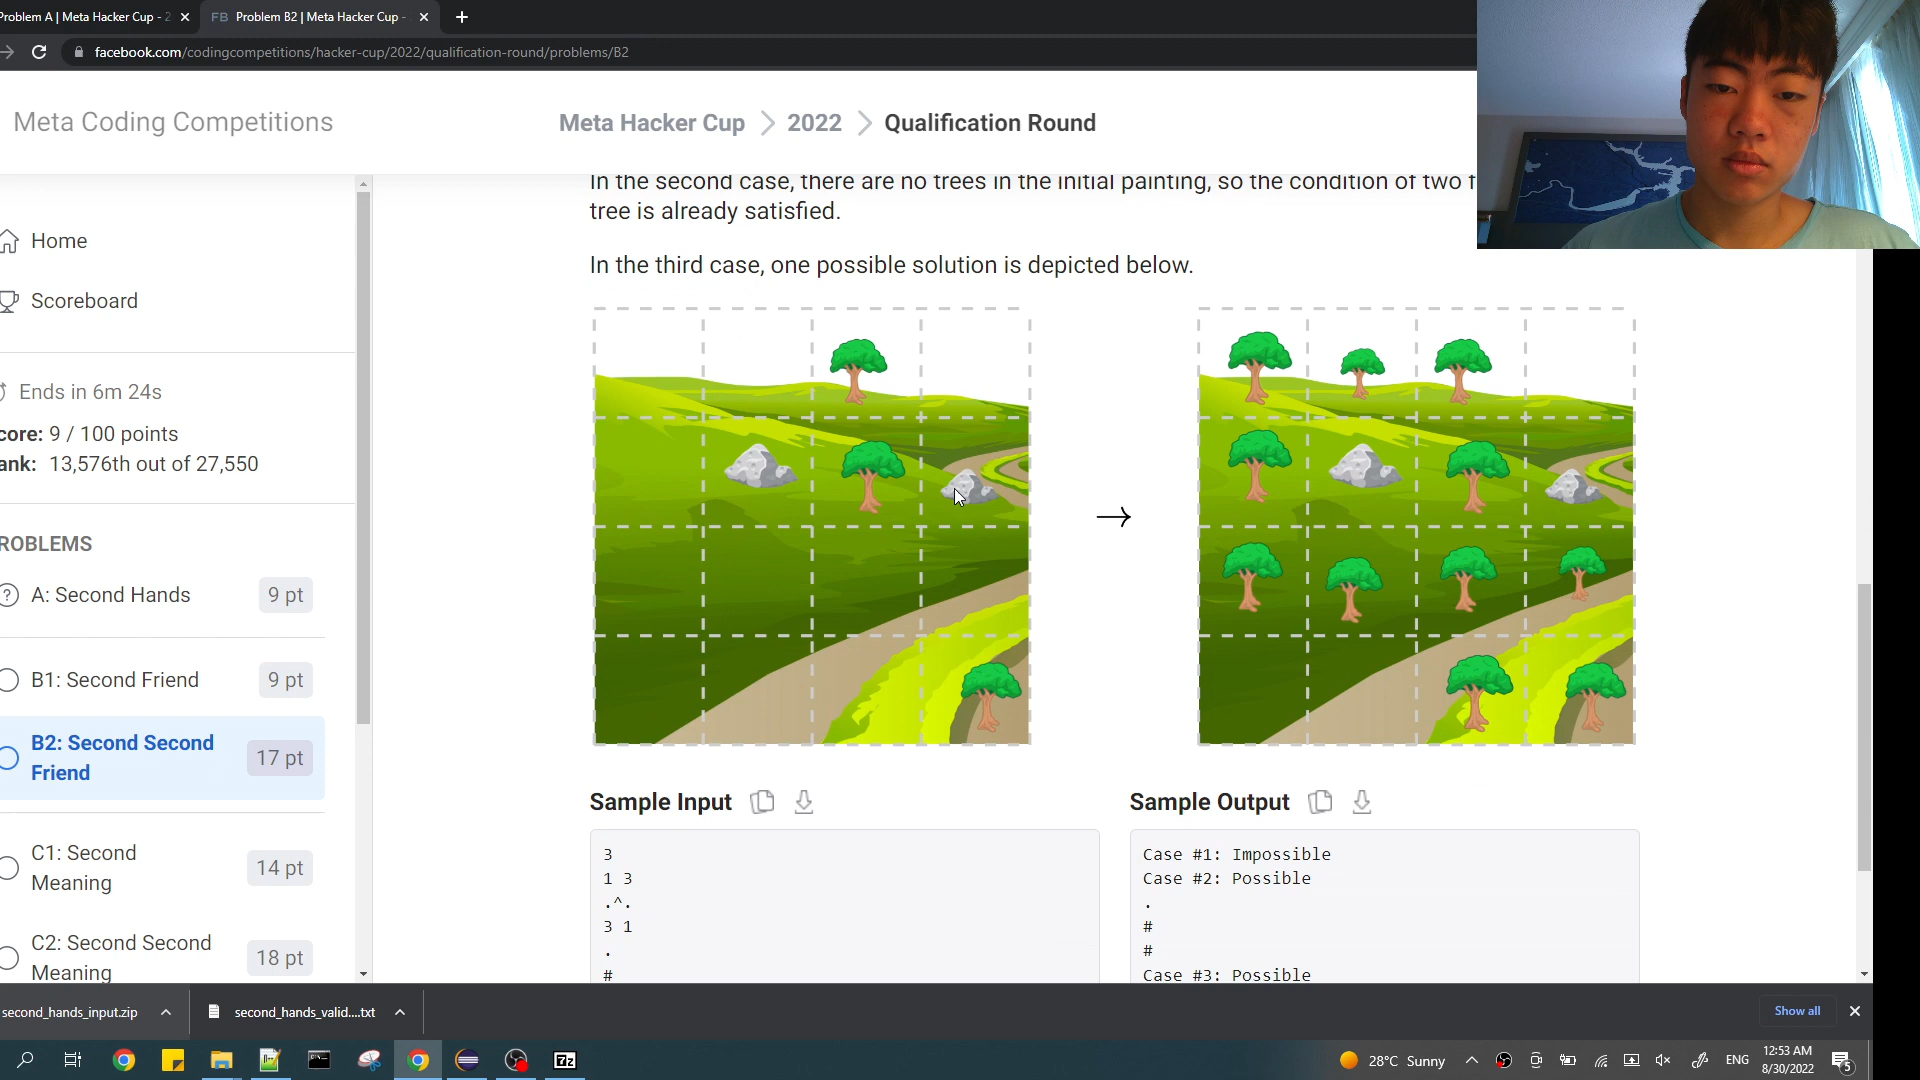 Problem A | Meta Hacker Cup - 2
FB Problem B2 | Meta Hacker Cup -
facebook.com/codingcompetitions/hacker-cup/2022/qualification-round/problems/B2
Meta Coding Competitions
Meta Hacker Cup 2022 Qualification Round
Home
Scoreboard
Ends in 6m 24s
core: 9 / 100 points
ank: 13,576th out of 27,550
ROBLEMS
A: Second Hands 9 pt
B1: Second Friend 9 pt
B2: Second Second
Friend
17 pt
C1: Second
Meaning
14 pt
C2: Second Second
Meaning
18 pt
In the second case, there are no trees in the initial painting, so the condition of two f
tree is already satisfied.
In the third case, one possible solution is depicted below.
→
Sample Input
3
1 3
.^.
3 1
.
#
Sample Output
Case #1: Impossible
Case #2: Possible
.
#
#
Case #3: Possible
second_hands_input.zip
second_hands_valid....txt
Show all
7z
28°C Sunny
ENG
12:53 AM
8/30/2022
5